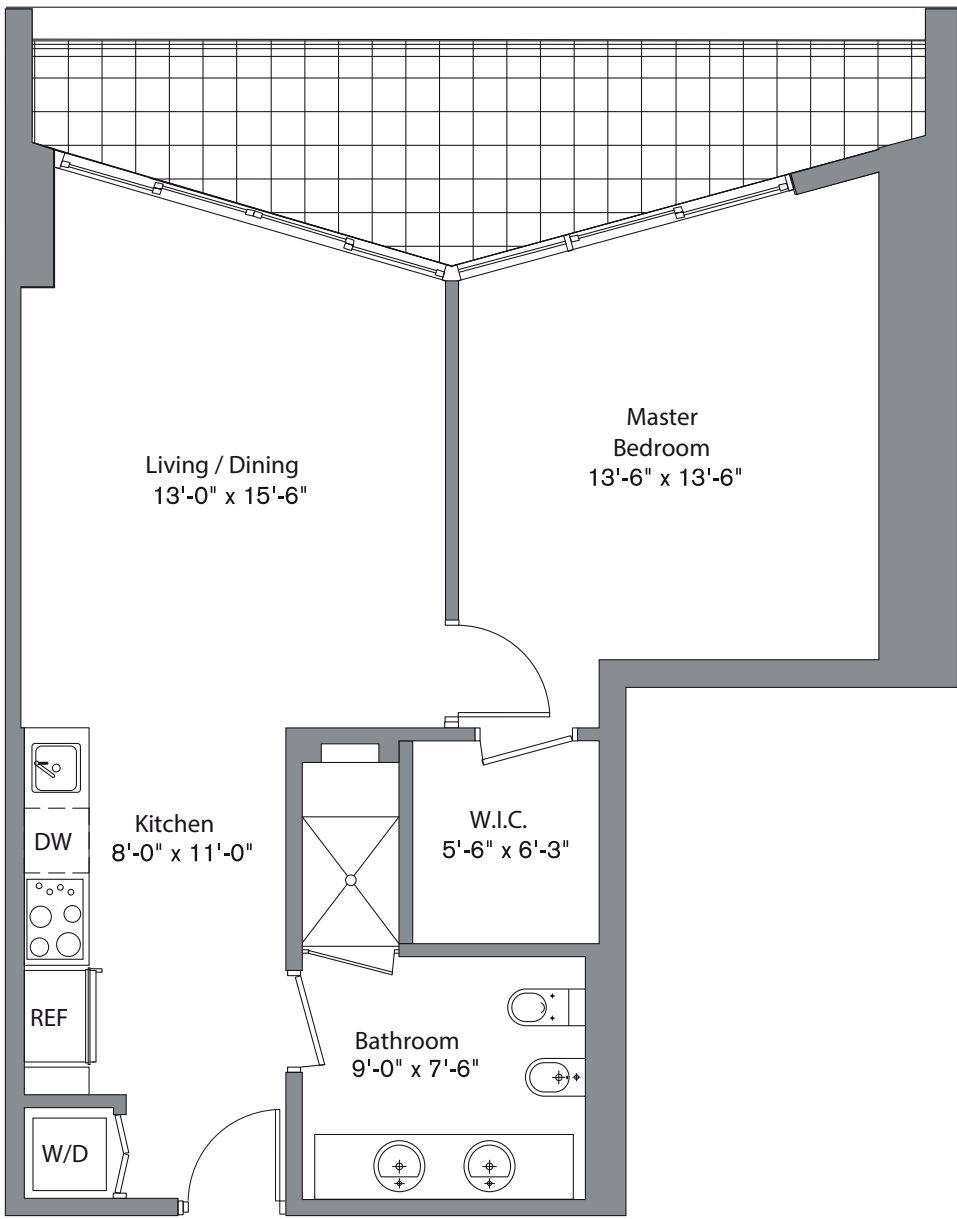 Master
Bedroom
13'-6" x 13'-6"
Living / Dining
13'-0" x 15'-6"
Kitchen
8'-0" x 11'-0"
W.I.C.
5'-6" x 6'-3"
DW
REF
Bathroom
9'-0" x 7'-6"
W/D